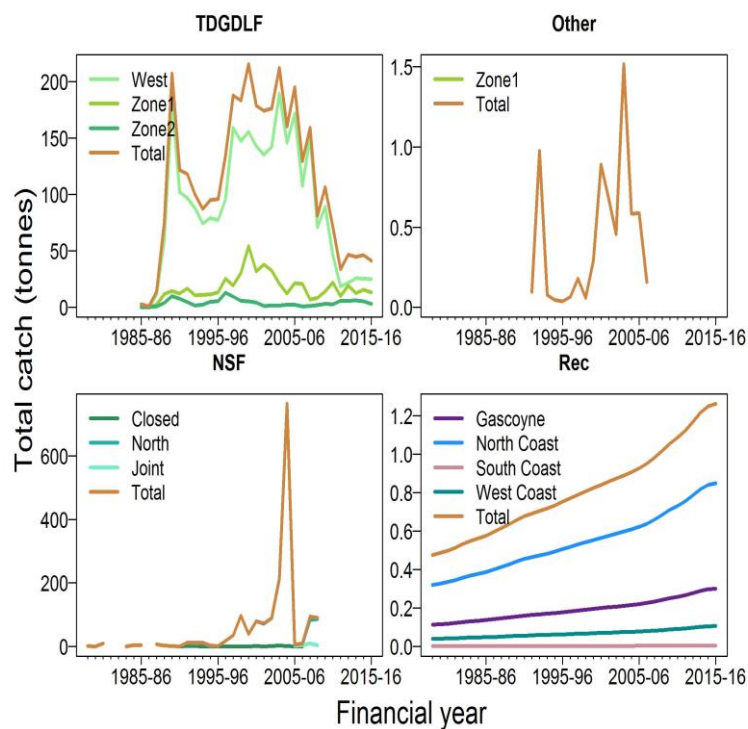 TDGDLF
West
Zone1
Zone2
Total
200
150
100
50
0
1985-86 1995-96 2005-06 2015-16
Other
Zone1
Total
1.5
1.0
0.5
0.0
1985-86 1995-96 2005-06 2015-16
NSF
Closed
North
Joint
Total
600
400
200
0
1985-86 1995-96 2005-06 2015-16
Rec
Gascoyne
North Coast
South Coast
West Coast
Total
1.2
1.0
0.8
0.6
0.4
0.2
0.0
1985-86 1995-96 2005-06 2015-16
Total catch (tonnes)
Financial year